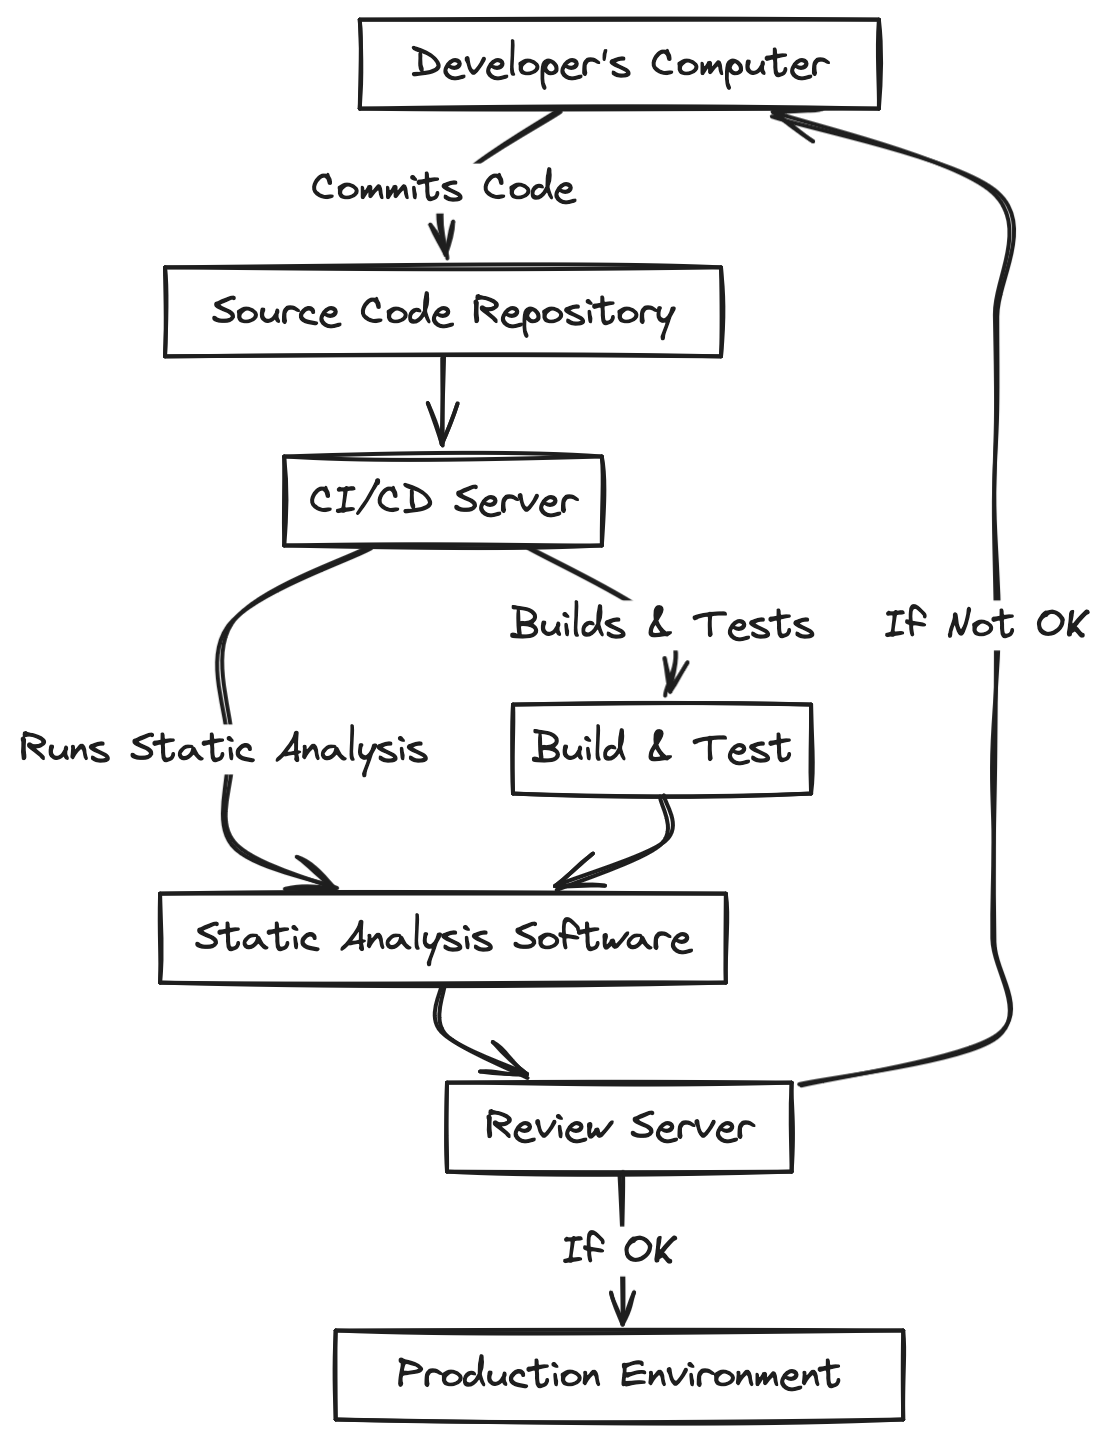 Developer's Computer
Commits Code
Source Code Repository
CI/CD Server
Builds & Tests
If Not OK
Runs Static Analysis
Build & Test
Static Analysis Software
Review Server
If OK
Production Environment